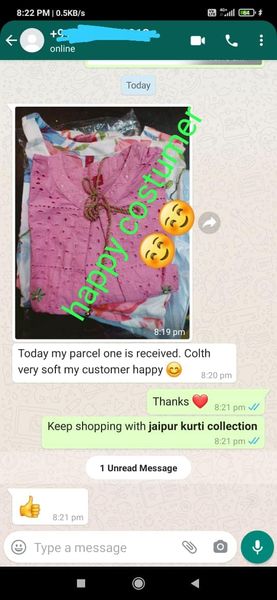 8:22 PM | 0.5KB/s
4G
64
online
Today
happy costumer
8:19 pm
Today my parcel one is received. Colth
very soft my customer happy 😊
8:20 pm
Thanks ❤️
8:21 pm
Keep shopping with jaipur kurti collection
8:21 pm
1 Unread Message
👍
8:21 pm
Type a message